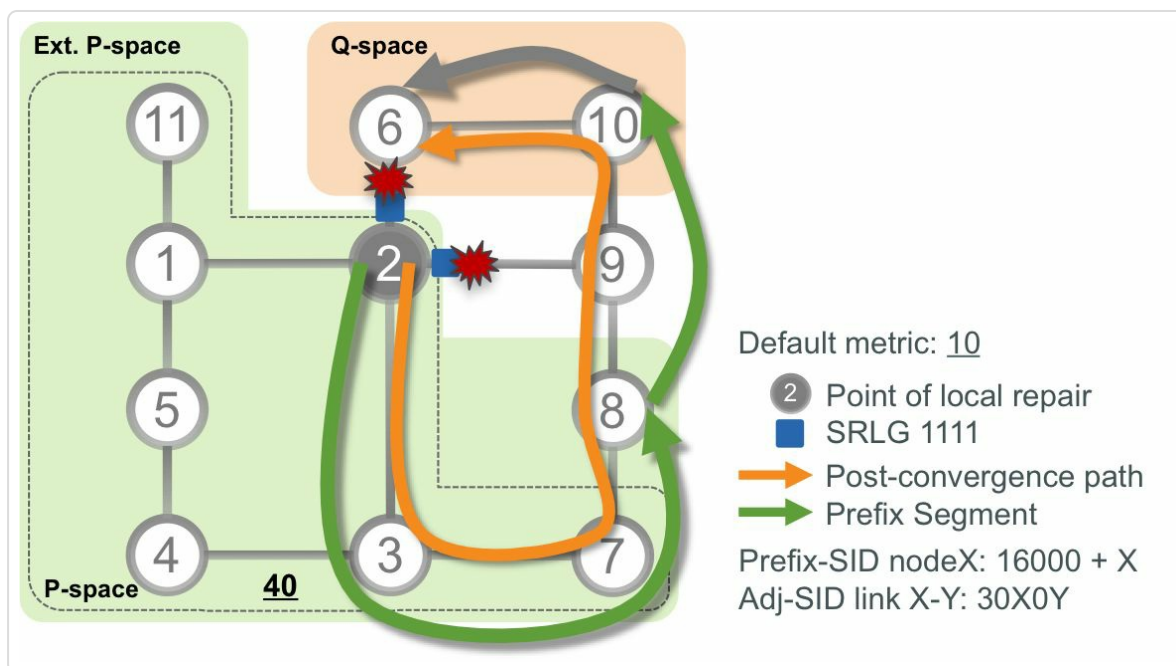 Ext. P-space
Q-space
11
6
10
1
2
9
5
8
4
3
7
P-space
40
Default metric: 10
2 Point of local repair
SRLG 1111
Post-convergence path
Prefix Segment
Prefix-SID nodeX: 16000 + X
Adj-SID link X-Y: 30X0Y